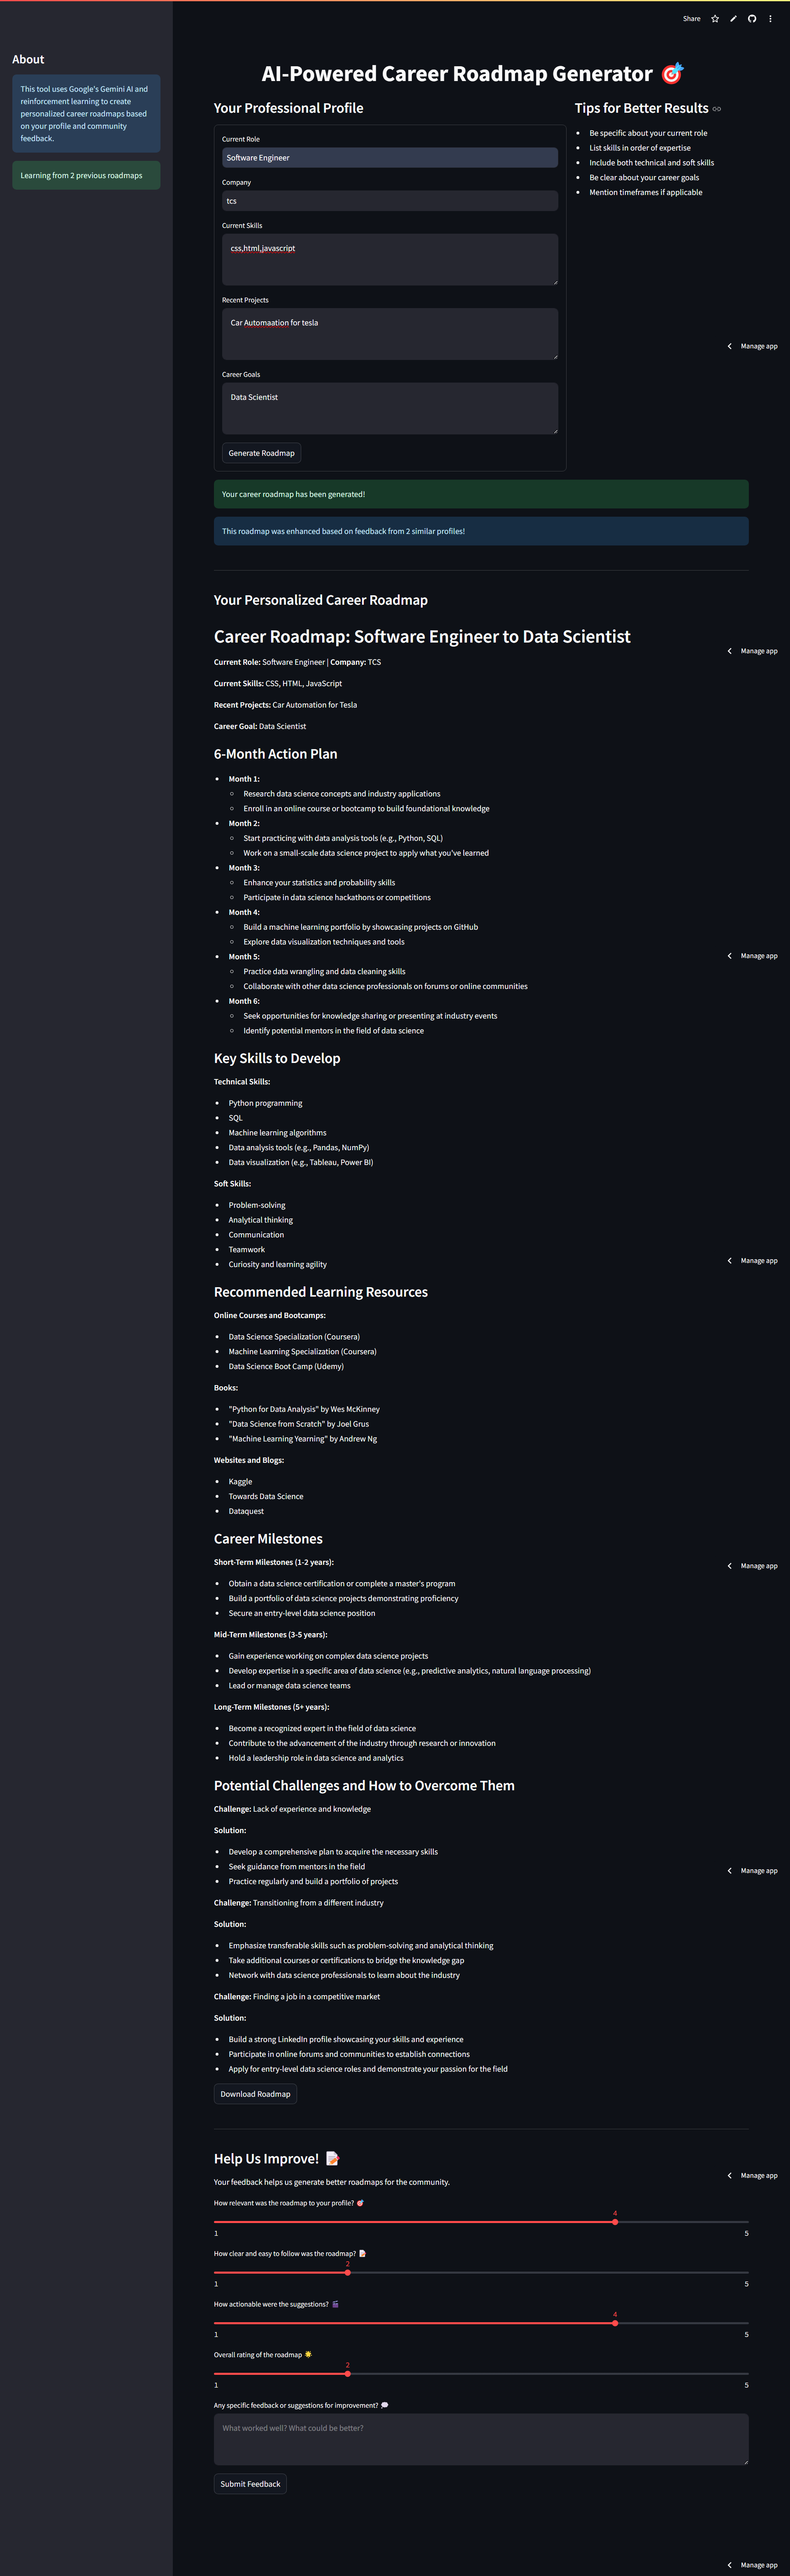 Share
About
This tool uses Google's Gemini AI and
reinforcement learning to create
personalized career roadmaps based
on your profile and community
feedback.
Learning from 2 previous roadmaps
AI-Powered Career Roadmap Generator 🎯
Your Professional Profile
Current Role
Software Engineer
Company
tcs
Current Skills
css,html,javascript
Recent Projects
Car Automaation for tesla
Career Goals
Data Scientist
Generate Roadmap
Tips for Better Results
Be specific about your current role
List skills in order of expertise
Include both technical and soft skills
Be clear about your career goals
Mention timeframes if applicable
Manage app
Your career roadmap has been generated!
This roadmap was enhanced based on feedback from 2 similar profiles!
Your Personalized Career Roadmap
Career Roadmap: Software Engineer to Data Scientist
Manage app
Current Role: Software Engineer | Company: TCS
Current Skills: CSS, HTML, JavaScript
Recent Projects: Car Automation for Tesla
Career Goal: Data Scientist
6-Month Action Plan
Month 1:
Research data science concepts and industry applications
Enroll in an online course or bootcamp to build foundational knowledge
Month 2:
Start practicing with data analysis tools (e.g., Python, SQL)
Work on a small-scale data science project to apply what you've learned
Month 3:
Enhance your statistics and probability skills
Participate in data science hackathons or competitions
Month 4:
Build a machine learning portfolio by showcasing projects on GitHub
Explore data visualization techniques and tools
Month 5:
Manage app
Practice data wrangling and data cleaning skills
Collaborate with other data science professionals on forums or online communities
Month 6:
Seek opportunities for knowledge sharing or presenting at industry events
Identify potential mentors in the field of data science
Key Skills to Develop
Technical Skills:
Python programming
SQL
Machine learning algorithms
Data analysis tools (e.g., Pandas, NumPy)
Data visualization (e.g., Tableau, Power BI)
Soft Skills:
Problem-solving
Analytical thinking
Communication
Teamwork
Curiosity and learning agility
Manage app
Recommended Learning Resources
Online Courses and Bootcamps:
Data Science Specialization (Coursera)
Machine Learning Specialization (Coursera)
Data Science Boot Camp (Udemy)
Books:
"Python for Data Analysis" by Wes McKinney
"Data Science from Scratch" by Joel Grus
"Machine Learning Yearning" by Andrew Ng
Websites and Blogs:
Kaggle
Towards Data Science
Dataquest
Career Milestones
Short-Term Milestones (1-2 years):
Manage app
Obtain a data science certification or complete a master's program
Build a portfolio of data science projects demonstrating proficiency
Secure an entry-level data science position
Mid-Term Milestones (3-5 years):
Gain experience working on complex data science projects
Develop expertise in a specific area of data science (e.g., predictive analytics, natural language processing)
Lead or manage data science teams
Long-Term Milestones (5+ years):
Become a recognized expert in the field of data science
Contribute to the advancement of the industry through research or innovation
Hold a leadership role in data science and analytics
Potential Challenges and How to Overcome Them
Challenge: Lack of experience and knowledge
Solution:
Develop a comprehensive plan to acquire the necessary skills
Seek guidance from mentors in the field
Manage app
Practice regularly and build a portfolio of projects
Challenge: Transitioning from a different industry
Solution:
Emphasize transferable skills such as problem-solving and analytical thinking
Take additional courses or certifications to bridge the knowledge gap
Network with data science professionals to learn about the industry
Challenge: Finding a job in a competitive market
Solution:
Build a strong LinkedIn profile showcasing your skills and experience
Participate in online forums and communities to establish connections
Apply for entry-level data science roles and demonstrate your passion for the field
Download Roadmap
Help Us Improve! 📝
Manage app
Your feedback helps us generate better roadmaps for the community.
How relevant was the roadmap to your profile? 🎯
4
1 5
How clear and easy to follow was the roadmap? 📝
2
1 5
How actionable were the suggestions? 🎬
4
1 5
Overall rating of the roadmap 🌟
2
1 5
Any specific feedback or suggestions for improvement? 💭
What worked well? What could be better?
Submit Feedback
Manage app